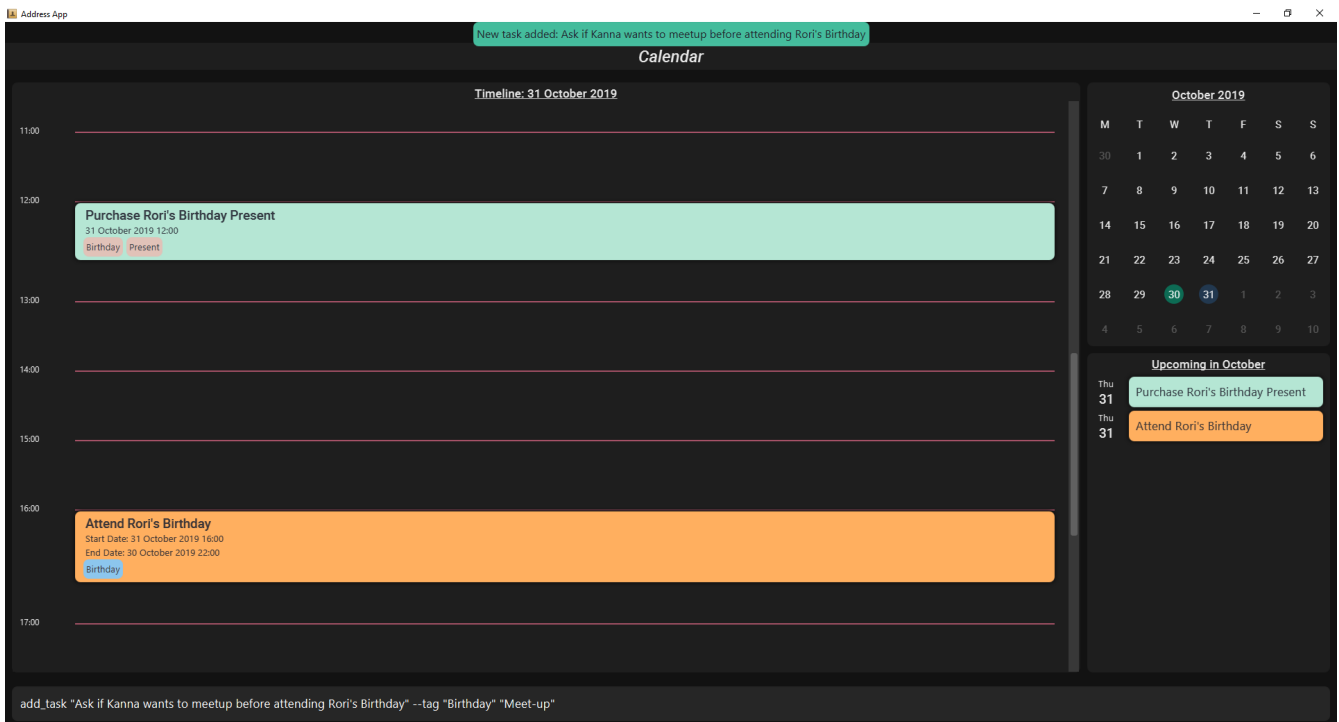 Address App
New task added: Ask if Kanna wants to meetup before attending Rori's Birthday
Calendar
Timeline: 31 October 2019
11:00
12:00
Purchase Rori's Birthday Present
31 October 2019 12:00
Birthday Present
13:00
14:00
15:00
16:00
Attend Rori's Birthday
Start Date: 31 October 2019 16:00
End Date: 30 October 2019 22:00
Birthday
17:00
October 2019
M T W T F S S
30 1 2 3 4 5 6
7 8 9 10 11 12 13
14 15 16 17 18 19 20
21 22 23 24 25 26 27
28 29 30 31 1 2 3
4 5 6 7 8 9 10
Upcoming in October
Thu
31
Purchase Rori's Birthday Present
Thu
31
Attend Rori's Birthday
add_task "Ask if Kanna wants to meetup before attending Rori's Birthday" --tag "Birthday" "Meet-up"